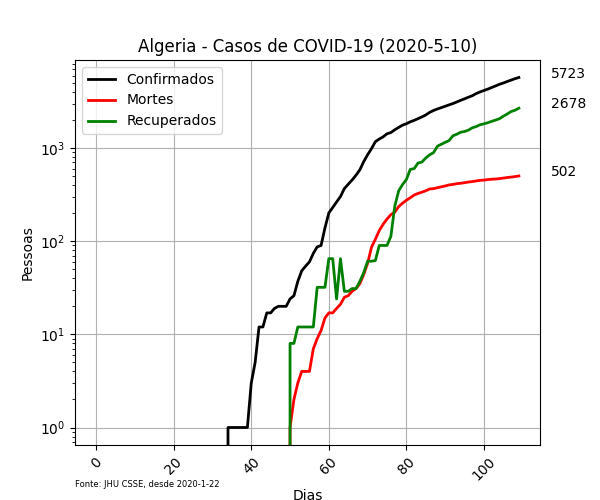 Algeria - Casos de COVID-19 (2020-5-10)
Confirmados
Mortes
Recuperados
5723
2678
502
Pessoas
10³
10²
10¹
10⁰
0 20 40 60 80 100
Fonte: JHU CSSE, desde 2020-1-22
Dias